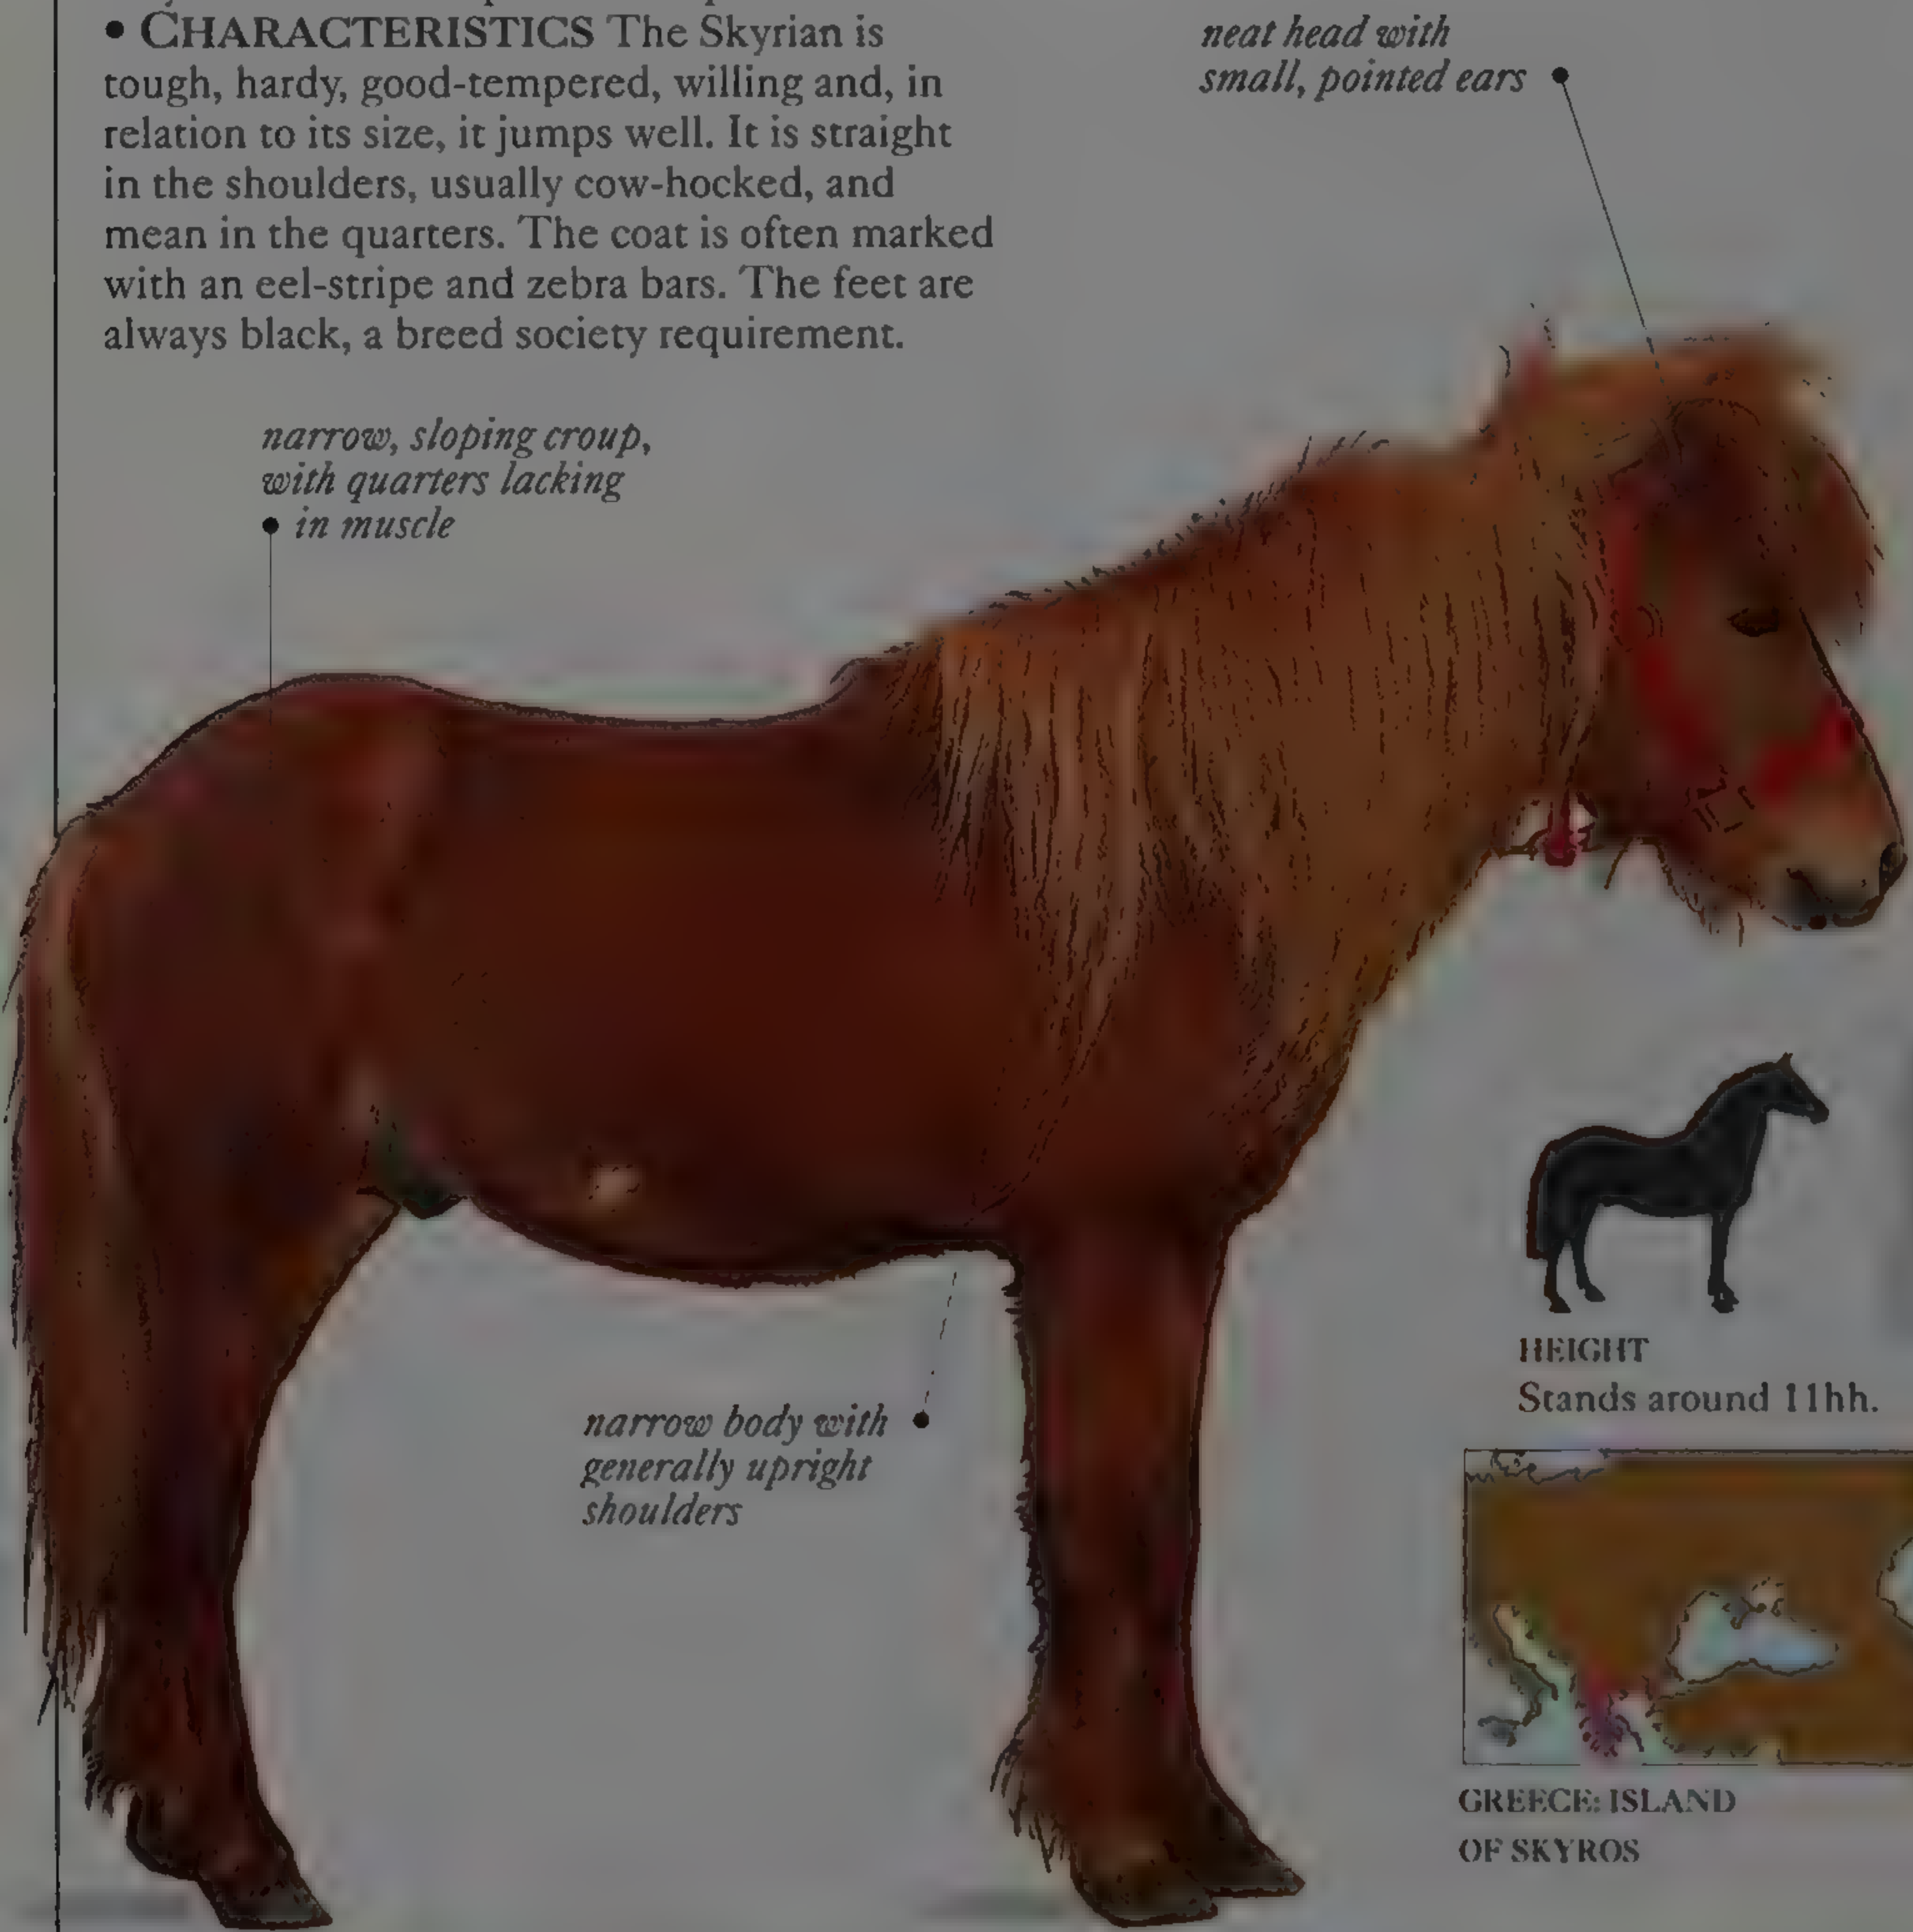 • CHARACTERISTICS The Skyrian is
tough, hardy, good-tempered, willing and, in
relation to its size, it jumps well. It is straight
in the shoulders, usually cow-hocked, and
mean in the quarters. The coat is often marked
with an eel-stripe and zebra bars. The feet are
always black, a breed society requirement.
neat head with
small, pointed ears
narrow, sloping croup,
with quarters lacking
in muscle
narrow body with
generally upright
shoulders
HEIGHT
Stands around 11hh.
GREECE: ISLAND
OF SKYROS